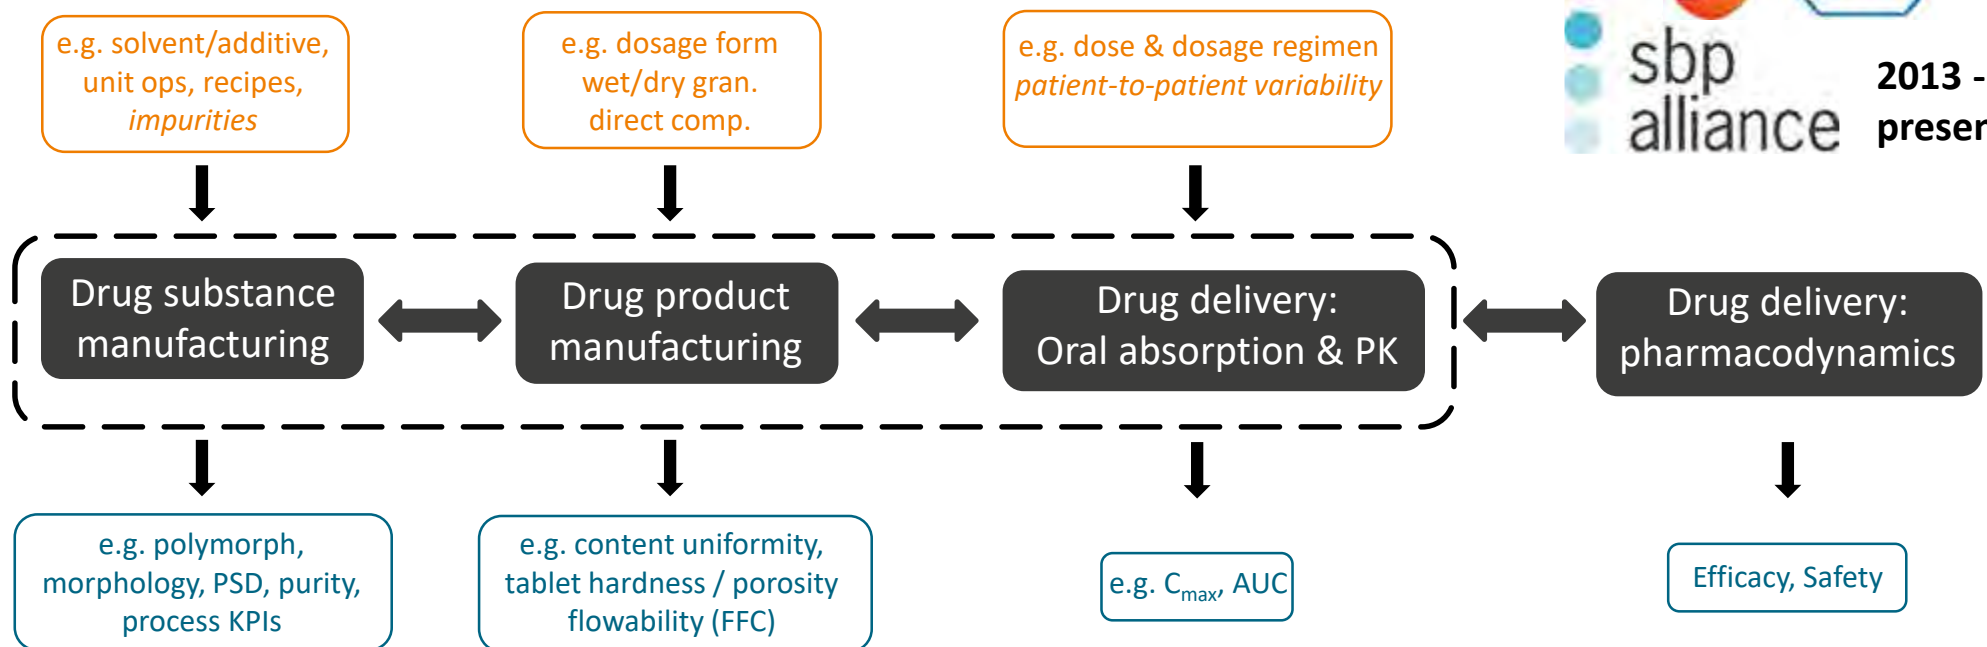 e.g. solvent/additive,
unit ops, recipes,
impurities
e.g. dosage form
wet/dry gran.
direct comp.
e.g. dose & dosage regimen
patient-to-patient variability
sbp
alliance
2013 -
Drug substance
manufacturing
Drug product
manufacturing
Drug delivery:
Oral absorption & PK
Drug delivery:
pharmacodynamics
e.g. polymorph,
morphology, PSD, purity,
process KPIs
e.g. content uniformity,
tablet hardness / porosity
flowability (FFC)
e.g. Cmax, AUC
Efficacy, Safety